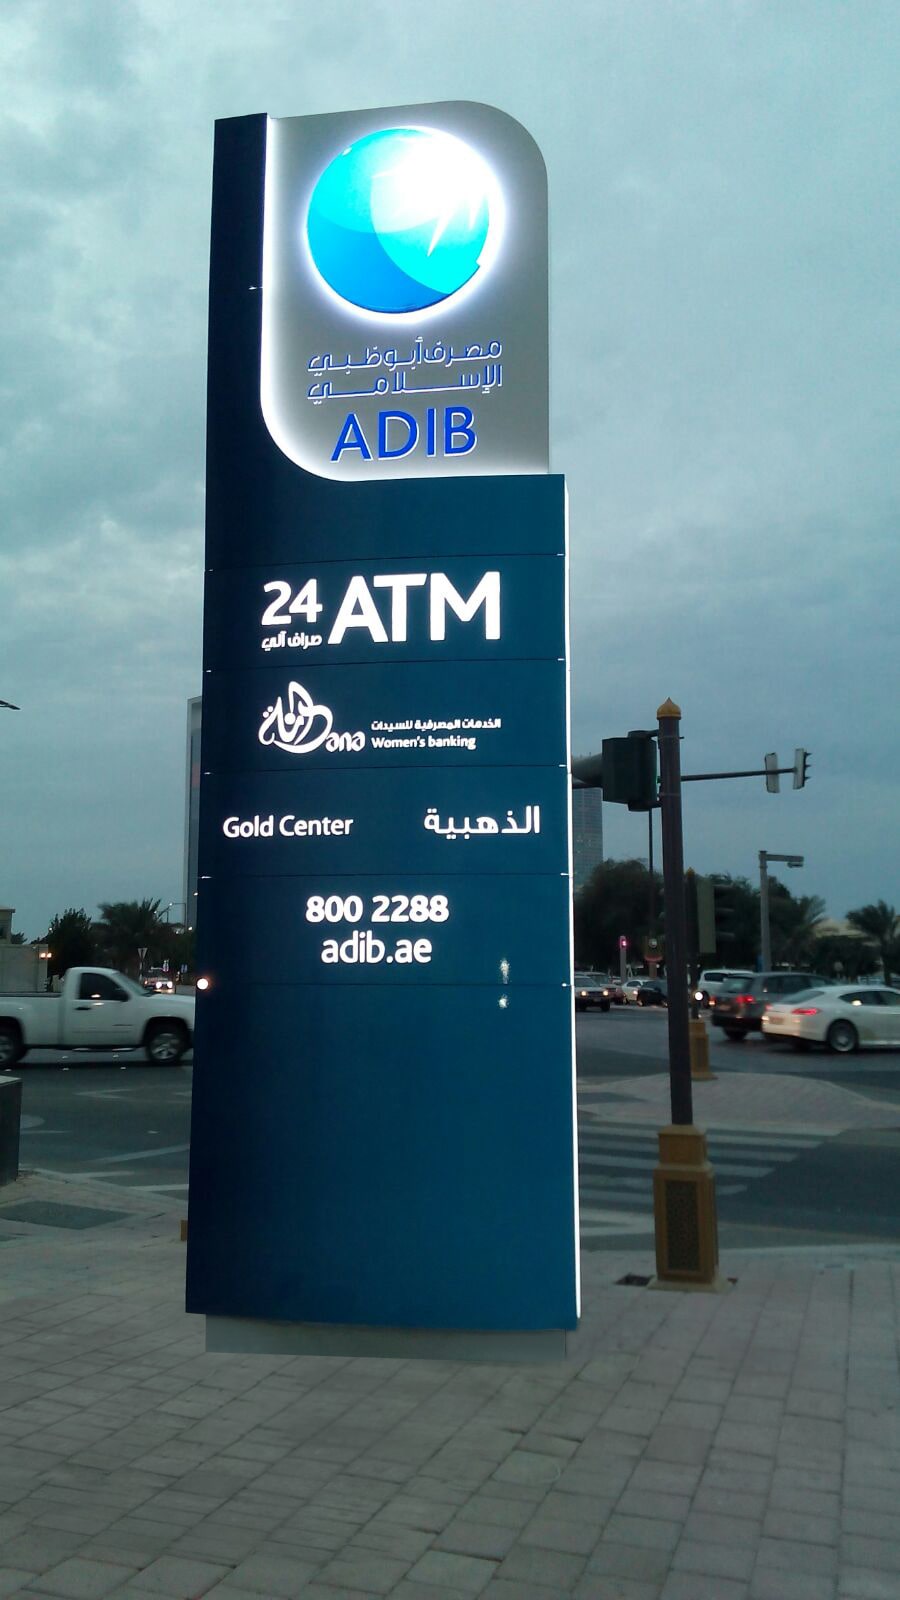 مصرف أبوظبي
الإسلامي
ADIB
24 ATM
صراف آلي
دانة
Dana
الخدمات المصرفية للسيدات
Women's banking
Gold Center الذهبية
800 2288
adib.ae